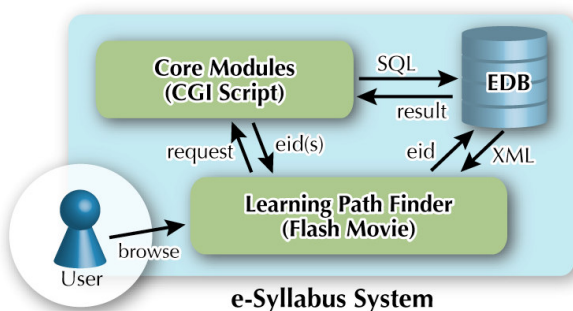 Core Modules
(CGI Script)
SQL
result
EDB
request
eid(s)
eid
XML
Learning Path Finder
(Flash Movie)
browse
User
e-Syllabus System